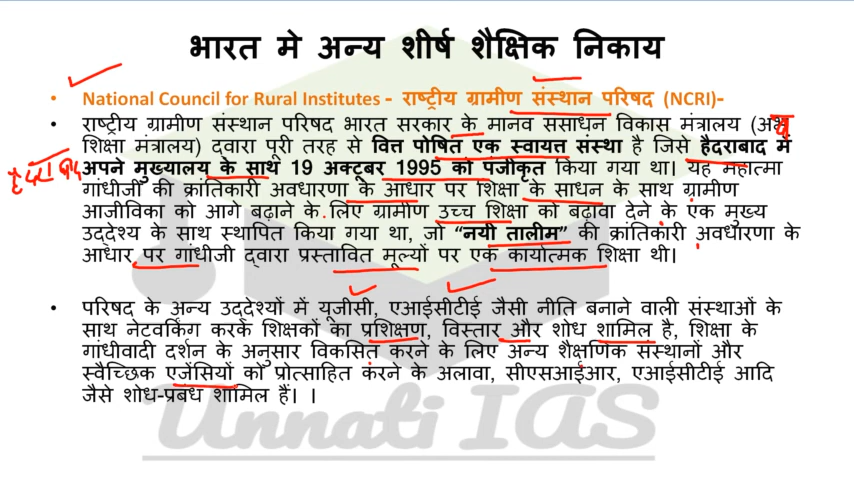 भारत मे अन्य शीर्ष शैक्षिक निकाय
• National Council for Rural Institutes - राष्ट्रीय ग्रामीण संस्थान परिषद (NCRI)-
• राष्ट्रीय ग्रामीण संस्थान परिषद भारत सरकार के मानव संसाधन विकास मंत्रालय (अब
शिक्षा मंत्रालय) द्वारा पूरी तरह से वित्त पोषित एक स्वायत्त संस्था है जिसे हैदराबाद में
हैदराबाद अपने मुख्यालय के साथ 19 अक्टूबर 1995 को पंजीकृत किया गया था। यह महात्मा
गांधीजी की क्रांतिकारी अवधारणा के आधार पर शिक्षा के साधन के साथ ग्रामीण
आजीविका को आगे बढ़ाने के लिए ग्रामीण उच्च शिक्षा को बढ़ावा देने के एक मुख्य
उद्देश्य के साथ स्थापित किया गया था, जो “नयी तालीम” की क्रांतिकारी अवधारणा के
आधार पर गांधीजी द्वारा प्रस्तावित मूल्यों पर एक कार्यात्मक शिक्षा थी।
• परिषद के अन्य उद्देश्यों में यूजीसी, एआईसीटीई जैसी नीति बनाने वाली संस्थाओं के
साथ नेटवर्किंग करके शिक्षकों का प्रशिक्षण, विस्तार और शोध शामिल है, शिक्षा के
गांधीवादी दर्शन के अनुसार विकसित करने के लिए अन्य शैक्षणिक संस्थानों और
स्वैच्छिक एजेंसियों को प्रोत्साहित करने के अलावा, सीएसआईआर, एआईसीटीई आदि
जैसे शोध-प्रबंध शामिल हैं। ।
Unnati IAS